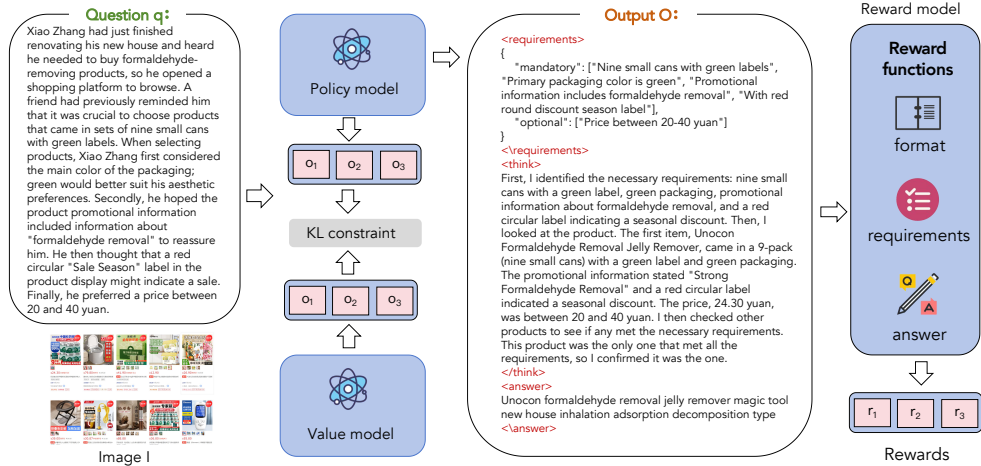 Question q:
Xiao Zhang had just finished
renovating his new house and heard
he needed to buy formaldehyde-
removing products, so he opened a
shopping platform to browse. A
friend had previously reminded him
that it was crucial to choose products
that came in sets of nine small cans
with green labels. When selecting
products, Xiao Zhang first considered
the main color of the packaging;
green would better suit his aesthetic
preferences. Secondly, he hoped the
product promotional information
included information about
"formaldehyde removal" to reassure
him. He then thought that a red
circular "Sale Season" label in the
product display might indicate a sale.
Finally, he preferred a price between
20 and 40 yuan.
Image I
Policy model
o1 o2 o3
KL constraint
o1 o2 o3
Value model
Output O:
<requirements>
{
"mandatory": ["Nine small cans with green labels",
"Primary packaging color is green", "Promotional
information includes formaldehyde removal", "With red
round discount season label"],
"optional": ["Price between 20-40 yuan"]
}
<\requirements>
<think>
First, I identified the necessary requirements: nine small
cans with a green label, green packaging, promotional
information about formaldehyde removal, and a red
circular label indicating a seasonal discount. Then, I
looked at the product. The first item, Unocon
Formaldehyde Removal Jelly Remover, came in a 9-pack
(nine small cans) with a green label and green packaging.
The promotional information stated "Strong
Formaldehyde Removal" and a red circular label
indicated a seasonal discount. The price, 24.30 yuan,
was between 20 and 40 yuan. I then checked other
products to see if any met the necessary requirements.
This product was the only one that met all the
requirements, so I confirmed it was the one.
</think>
<answer>
Unocon formaldehyde removal jelly remover magic tool
new house inhalation adsorption decomposition type
<\answer>
Reward model
Reward
functions
format
requirements
Q
A
answer
r1 r2 r3
Rewards